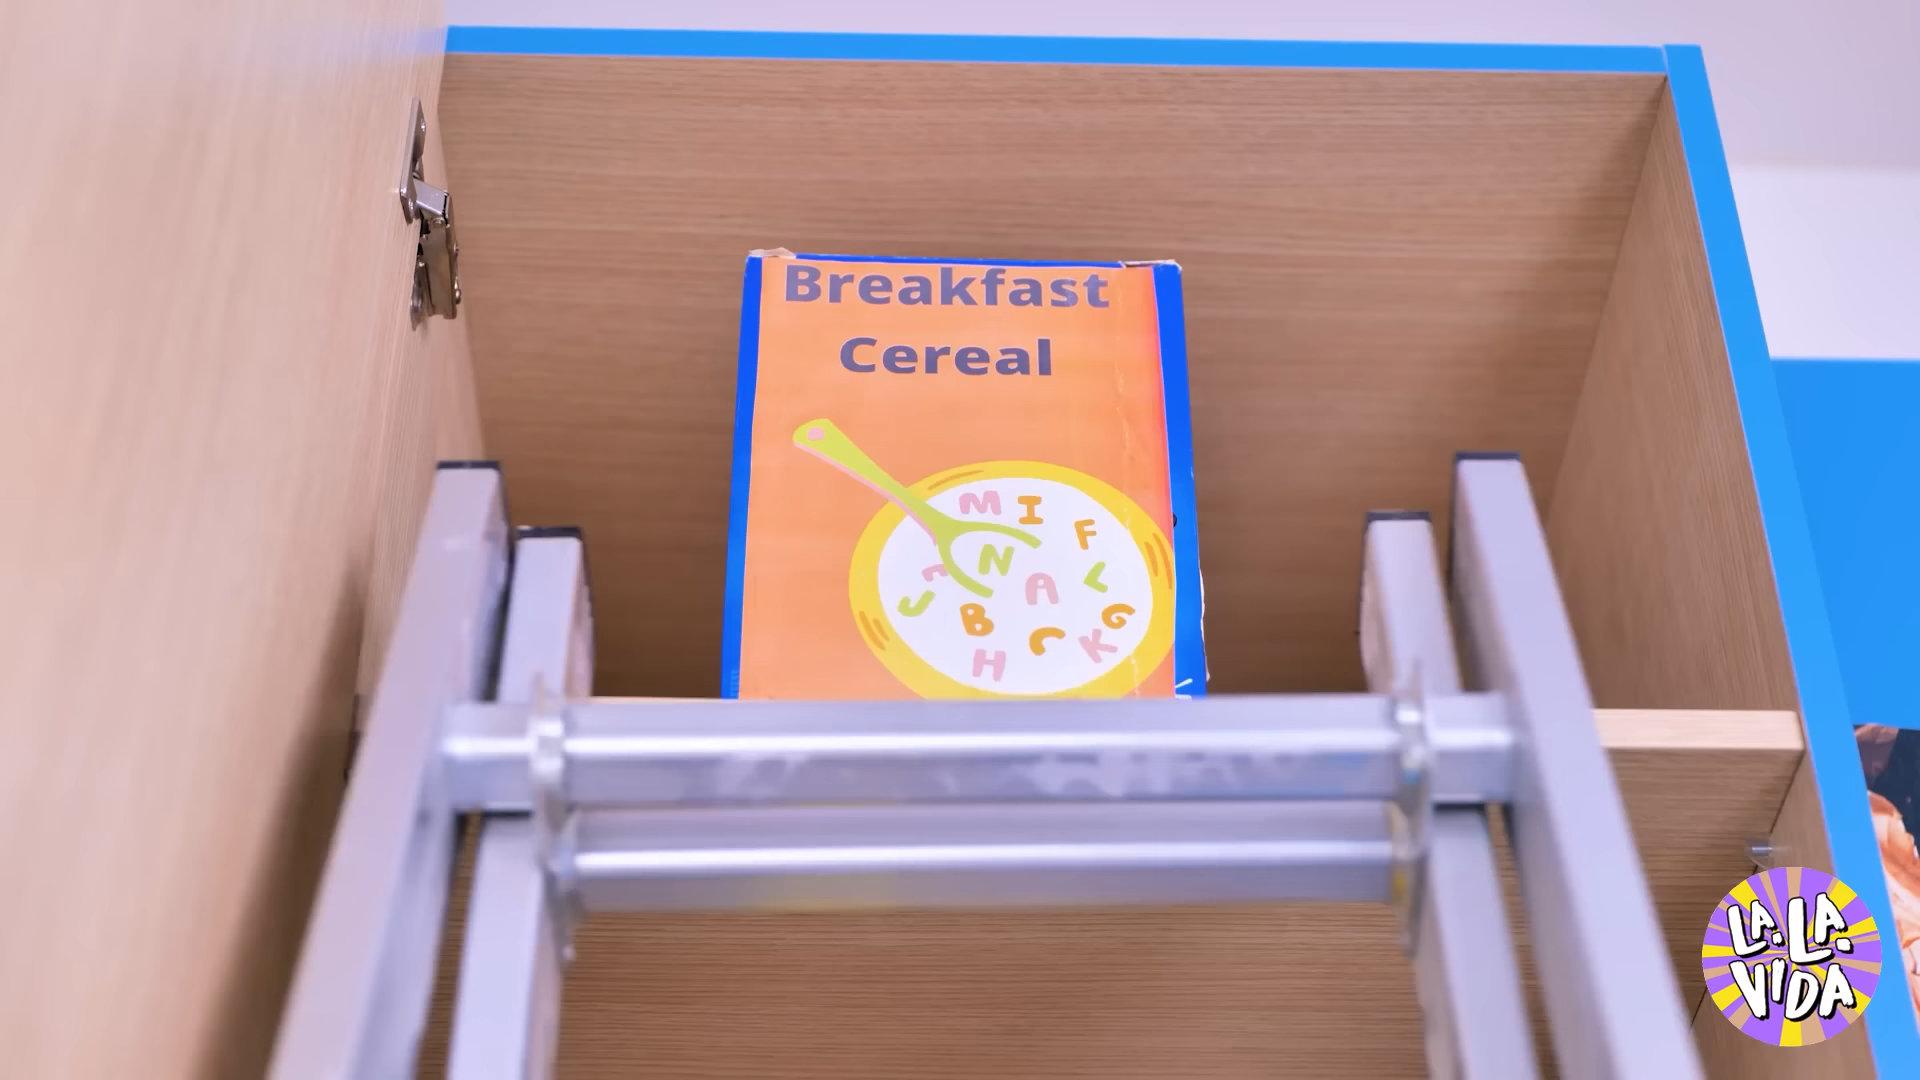 Breakfast
Cereal
M I F
N
E A L
J B G
C K
H
LA LA
VIDA